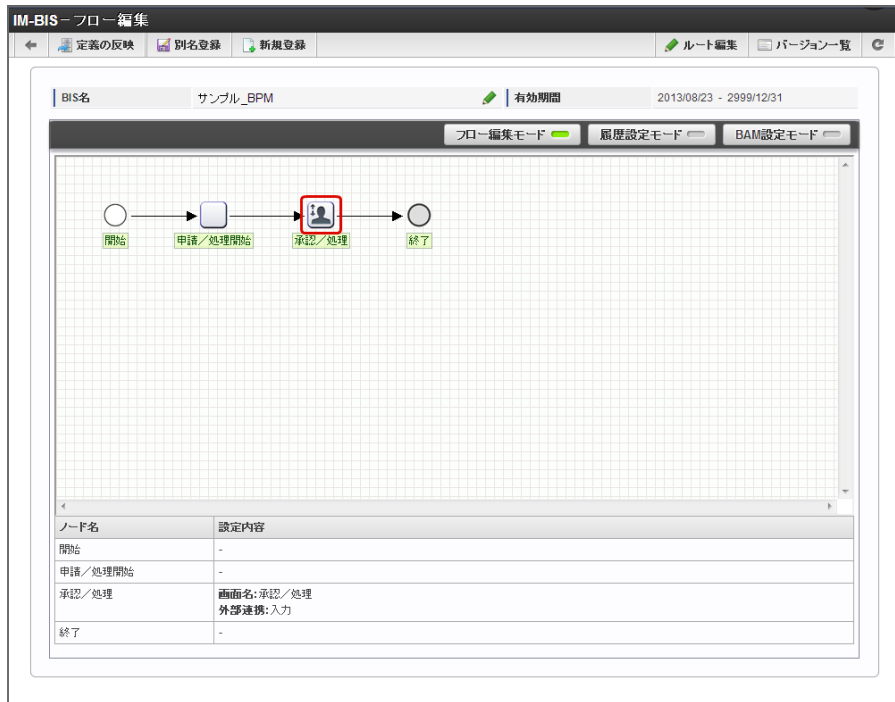 IM-BIS－フロー編集
定義の反映 別名登録 新規登録 ルート編集 バージョン一覧
BIS名 サンプル_BPM 有効期間 2013/08/23 - 2999/12/31
フロー編集モード 履歴設定モード BAM設定モード
開始 申請／処理開始 承認／処理 終了
ノード名 設定内容
開始 -
申請／処理開始 -
承認／処理 画面名:承認／処理
外部連携:入力
終了 -